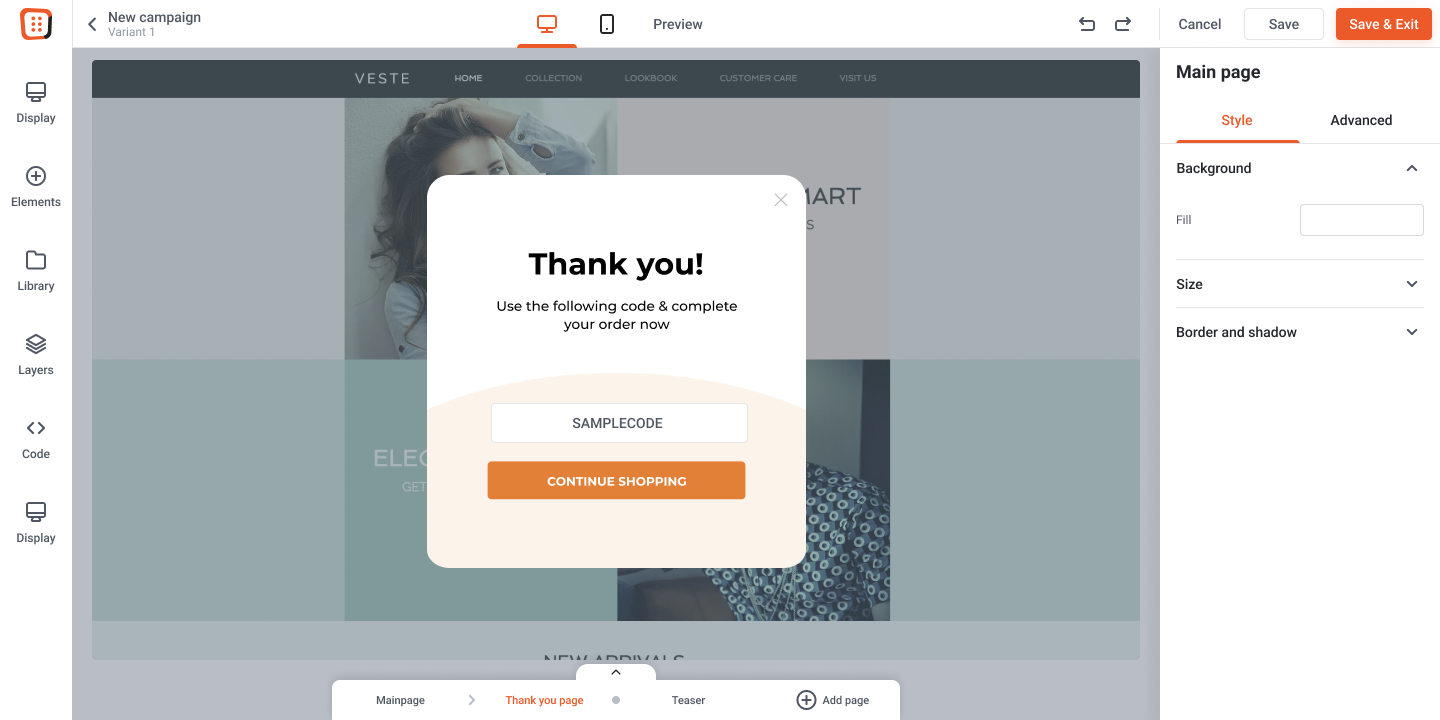 New campaign
Variant 1
Preview
Cancel
Save
Save & Exit
Display
Elements
Library
Layers
Code
Display
VESTE
HOME
COLLECTION
LOOKBOOK
CUSTOMER CARE
VISIT US
MART
S
Thank you!
Use the following code & complete
your order now
SAMPLECODE
CONTINUE SHOPPING
ELEG
GET
NEW ARRIVALS
Mainpage
Thank you page
Teaser
Add page
Main page
Style
Advanced
Background
Fill
Size
Border and shadow